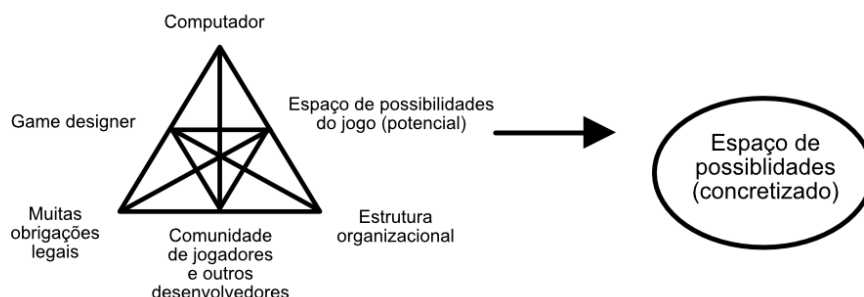 Computador
Game designer
Espaço de possibilidades
do jogo (potencial)
Muitas
obrigações
legais
Comunidade
de jogadores
e outros
desenvolvedores
Estrutura
organizacional
Espaço de
possiblidades
(concretizado)